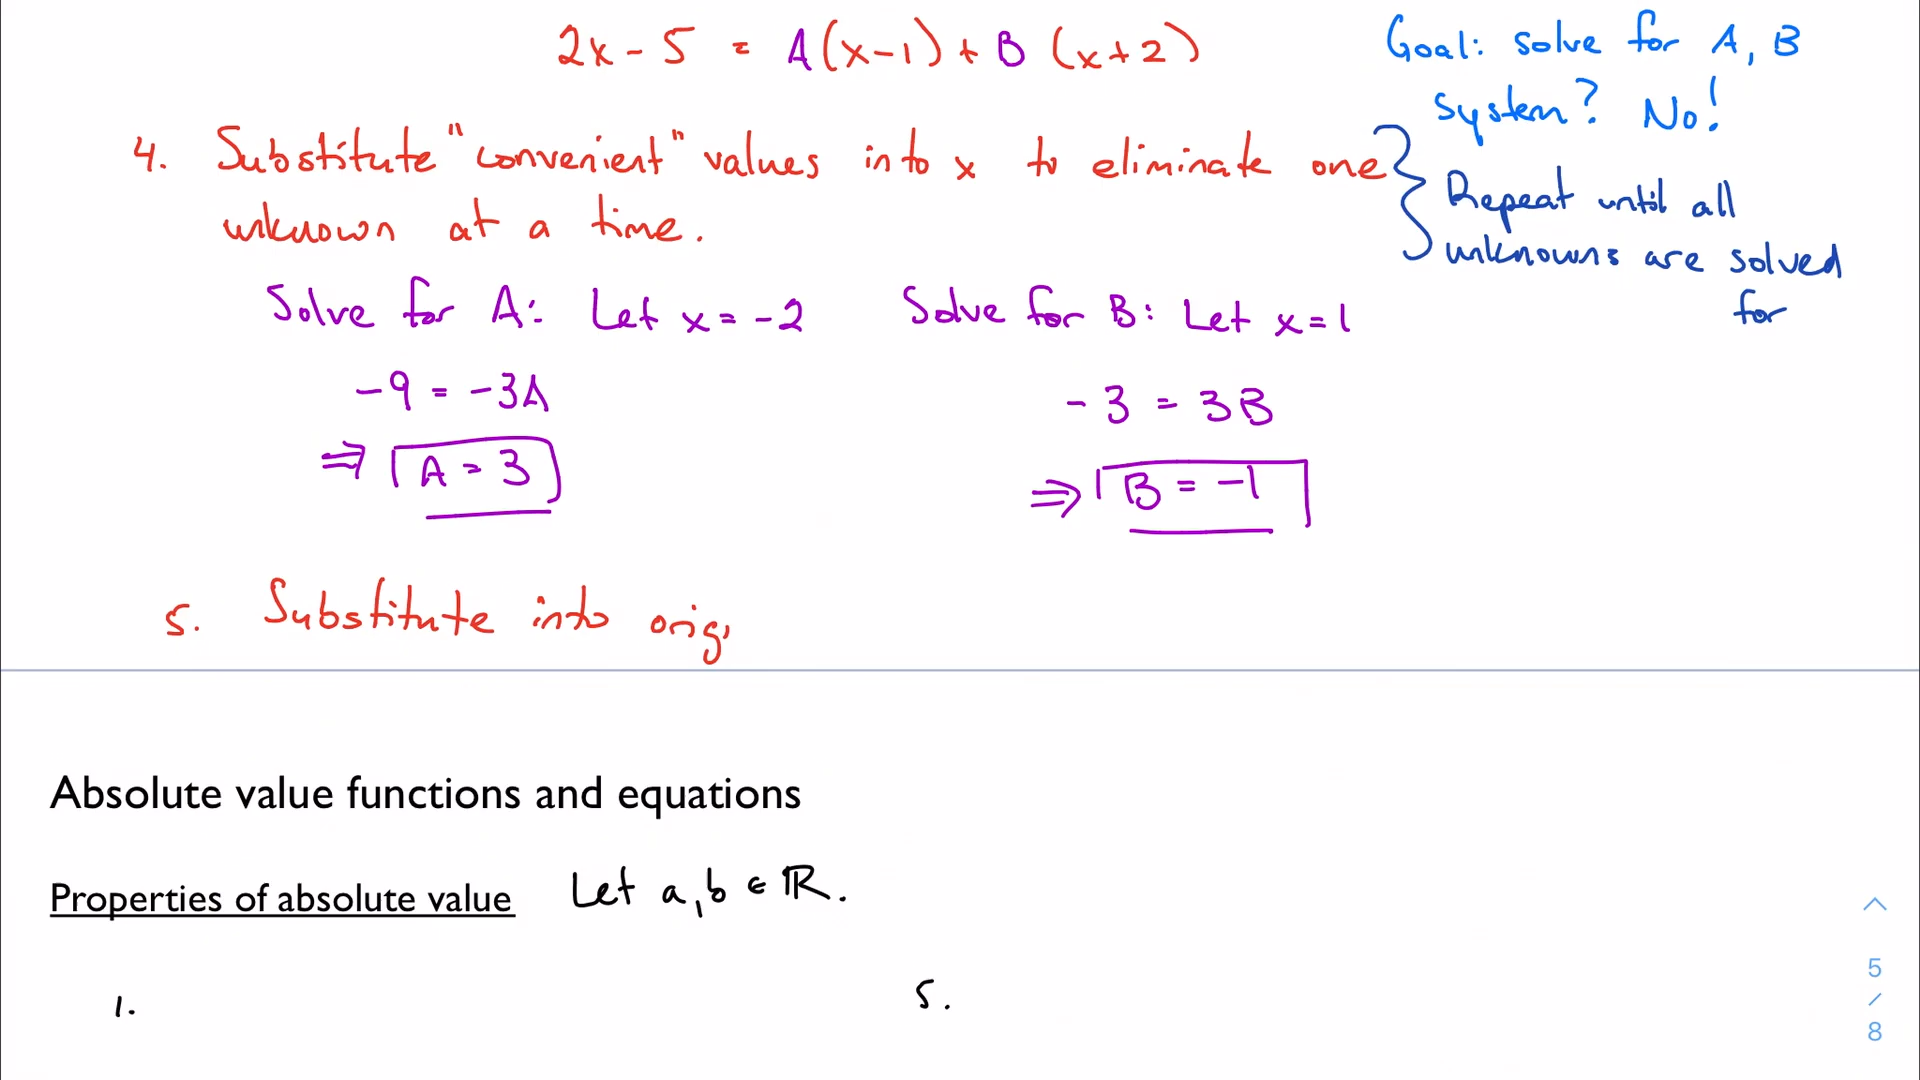 2x - 5 = A(x-1) + B (x+2)
Goal: solve for A, B
system? No!
4. Substitute "convenient" values into x to eliminate one
unknown at a time.
Repeat until all
unknowns are solved
for
Solve for A: Let x = -2
Solve for B: Let x = 1
-9 = -3A
-3 = 3B
⇒ A = 3
⇒ B = -1
5. Substitute into orig
Absolute value functions and equations
Properties of absolute value Let a, b ∈ ℝ.
1.
5.
5
/
8